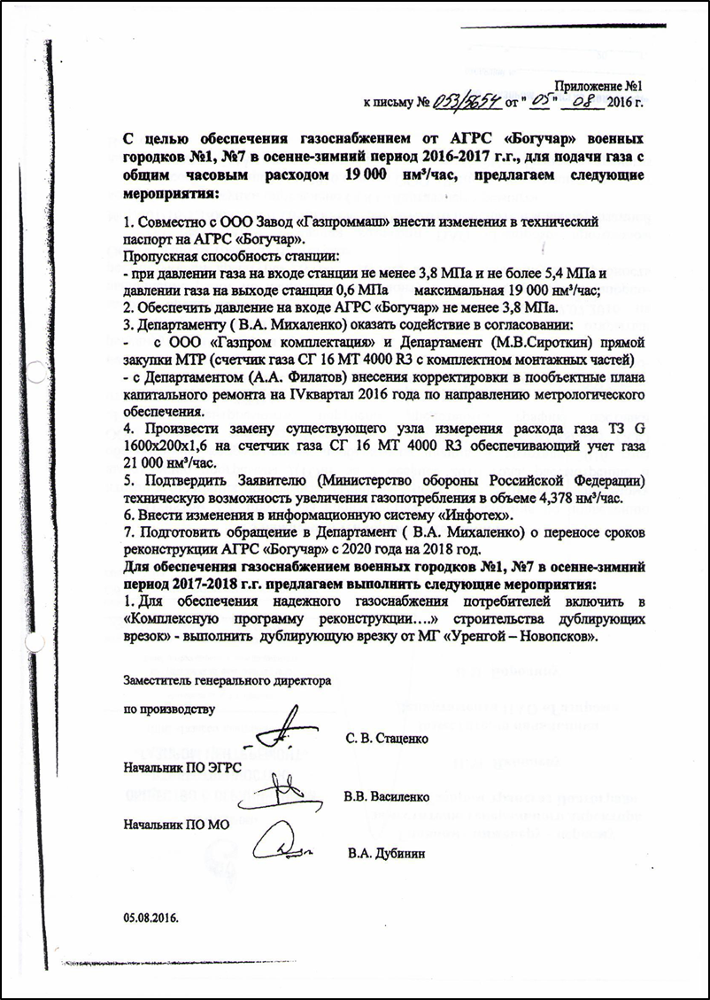 Приложение №1
к письму № 053/5654 от " 05 " 08 2016 г.
С целью обеспечения газоснабжением от АГРС «Богучар» военных
городков №1, №7 в осенне-зимний период 2016-2017 г.г., для подачи газа с
общим часовым расходом 19 000 нм³/час, предлагаем следующие
мероприятия:
1. Совместно с ООО Завод «Газпроммаш» внести изменения в технический
паспорт на АГРС «Богучар».
Пропускная способность станции:
- при давлении газа на входе станции не менее 3,8 МПа и не более 5,4 МПа и
давлении газа на выходе станции 0,6 МПа максимальная 19 000 нм³/час;
2. Обеспечить давление на входе АГРС «Богучар» не менее 3,8 МПа.
3. Департаменту ( В.А. Михаленко) оказать содействие в согласовании:
- с ООО «Газпром комплектация» и Департамент (М.В.Сироткин) прямой
закупки МТР (счетчик газа СГ 16 МТ 4000 R3 с комплектном монтажных частей)
- с Департаментом (А.А. Филатов) внесения корректировки в пообъектные плана
капитального ремонта на IVквартал 2016 года по направлению метрологического
обеспечения.
4. Произвести замену существующего узла измерения расхода газа ТЗ G
1600х200х1,6 на счетчик газа СГ 16 МТ 4000 R3 обеспечивающий учет газа
21 000 нм³/час.
5. Подтвердить Заявителю (Министерство обороны Российской Федерации)
техническую возможность увеличения газопотребления в объеме 4,378 нм³/час.
6. Внести изменения в информационную систему «Инфотех».
7. Подготовить обращение в Департамент ( В.А. Михаленко) о переносе сроков
реконструкции АГРС «Богучар» с 2020 года на 2018 год.
Для обеспечения газоснабжением военных городков №1, №7 в осенне-зимний
период 2017-2018 г.г. предлагаем выполнить следующие мероприятия:
1. Для обеспечения надежного газоснабжения потребителей включить в
«Комплексную программу реконструкции….» строительства дублирующих
врезок» - выполнить дублирующую врезку от МГ «Уренгой – Новопсков».
Заместитель генерального директора
по производству
С. В. Стаценко
Начальник ПО ЭГРС
В.В. Василенко
Начальник ПО МО
В.А. Дубинин
05.08.2016.